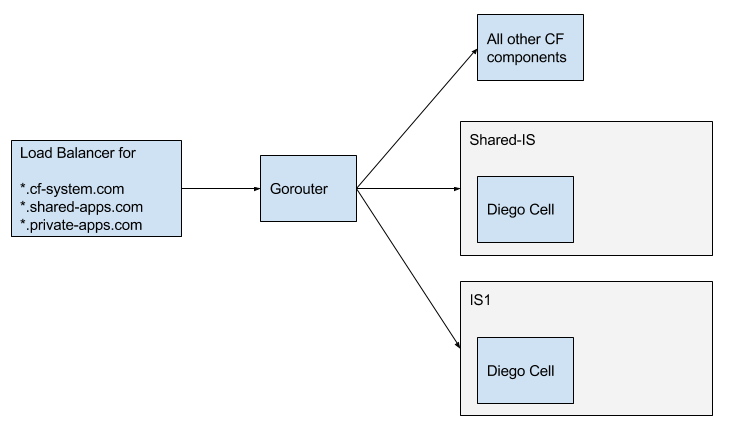 Load Balancer for
*.cf-system.com
*.shared-apps.com
*.private-apps.com
Gorouter
All other CF
components
Shared-IS
Diego Cell
IS1
Diego Cell